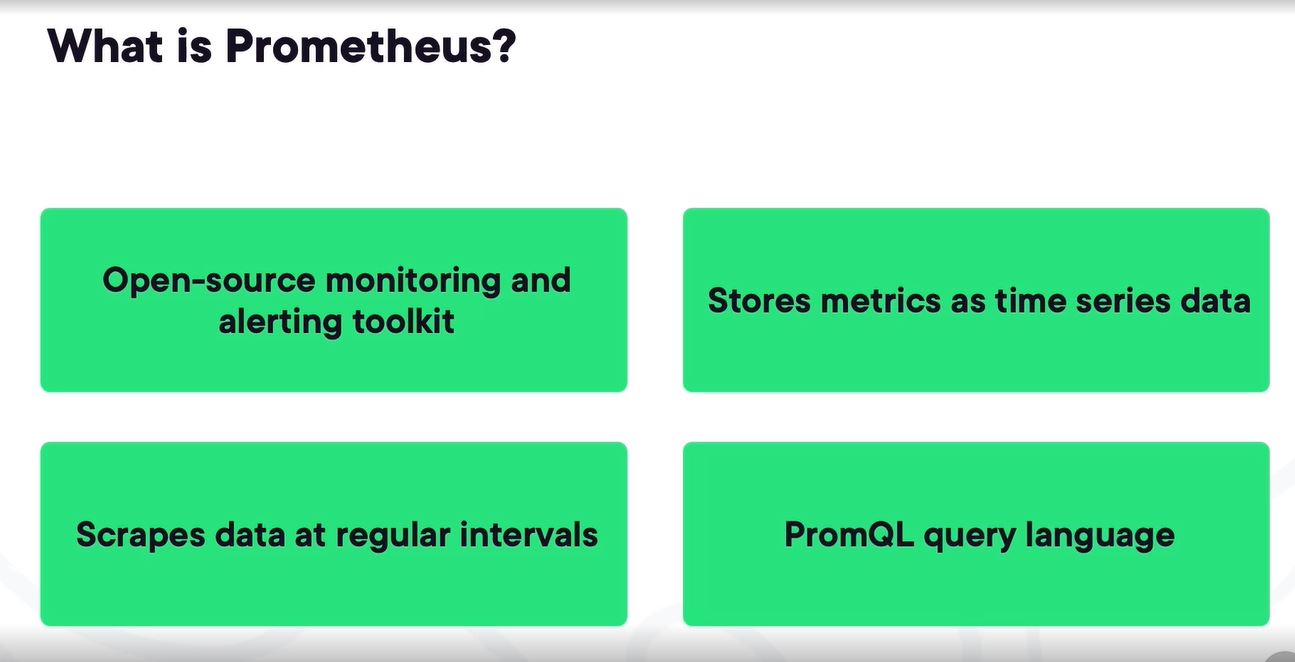 What is Prometheus?
Open-source monitoring and
alerting toolkit
Stores metrics as time series data
Scrapes data at regular intervals
PromQL query language